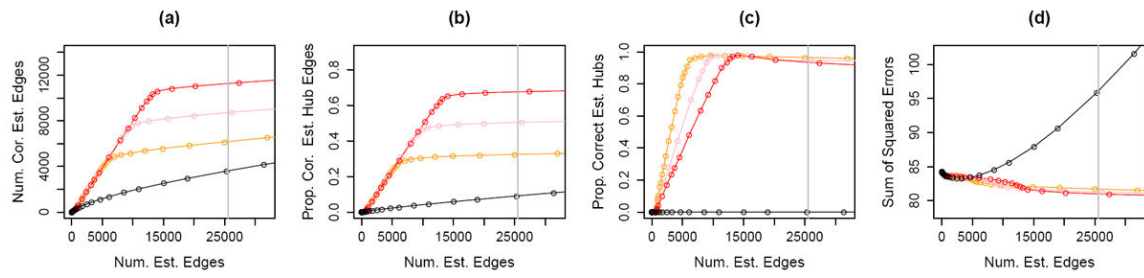 (a)
Num. Cor. Est. Edges
0 4000 8000 12000
0 5000 15000 25000
Num. Est. Edges
(b)
Prop. Cor. Est. Hub Edges
0.0 0.2 0.4 0.6 0.8
0 5000 15000 25000
Num. Est. Edges
(c)
Prop. Correct Est. Hubs
0.0 0.2 0.4 0.6 0.8 1.0
0 5000 15000 25000
Num. Est. Edges
(d)
Sum of Squared Errors
80 85 90 95 100
0 5000 15000 25000
Num. Est. Edges